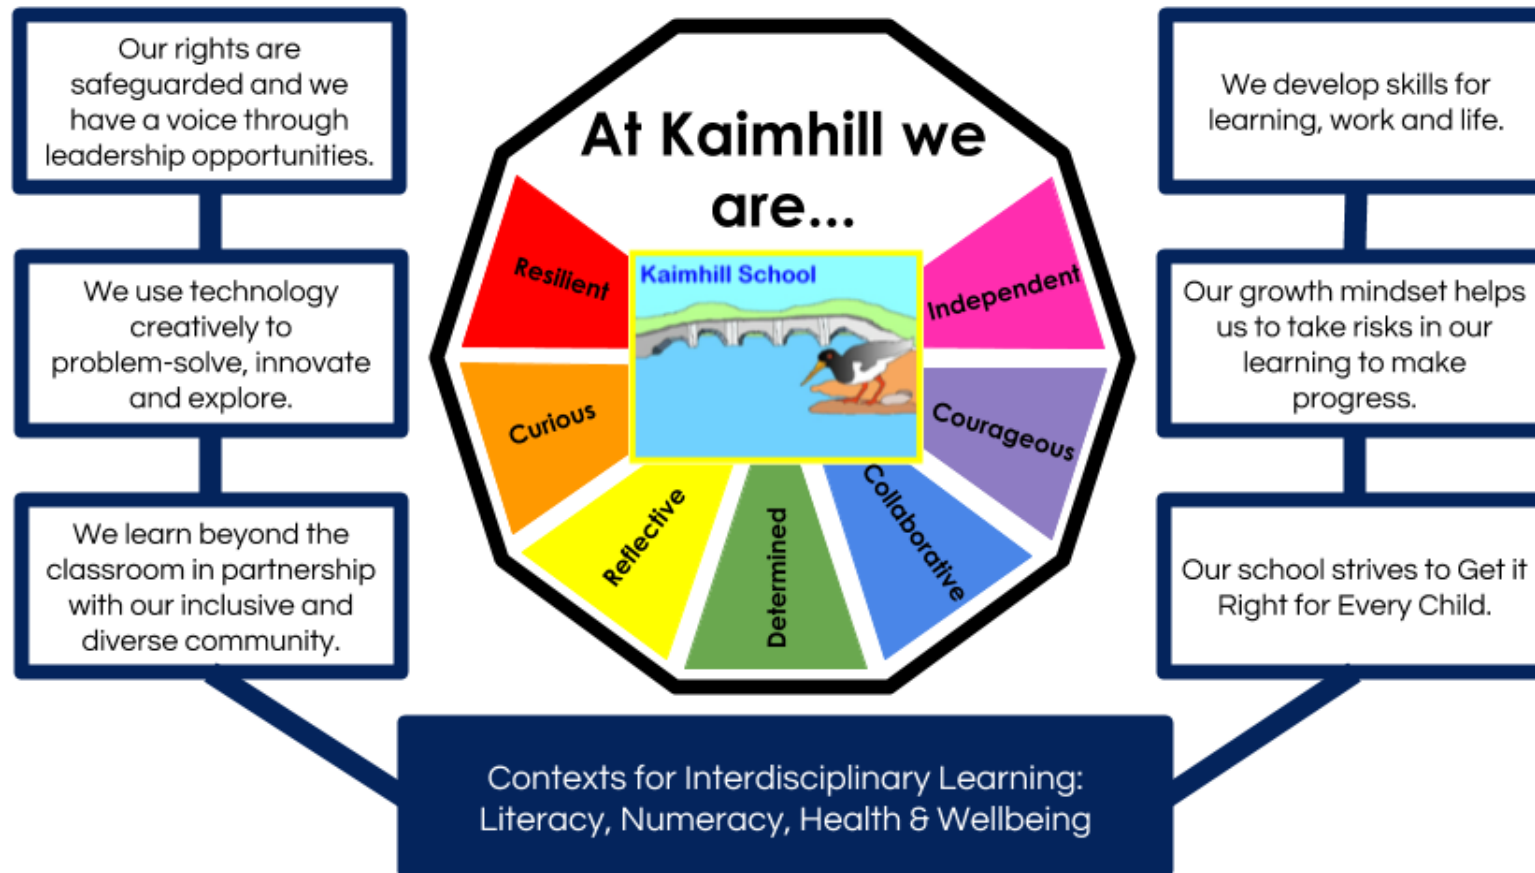 Our rights are
safeguarded and we
have a voice through
leadership opportunities.
We use technology
creatively to
problem-solve, innovate
and explore.
We learn beyond the
classroom in partnership
with our inclusive and
diverse community.
At Kaimhill we
are...
Kaimhill School
Resilient
Curious
Reflective
Determined
Collaborative
Courageous
Independent
We develop skills for
learning, work and life.
Our growth mindset helps
us to take risks in our
learning to make
progress.
Our school strives to Get it
Right for Every Child.
Contexts for Interdisciplinary Learning:
Literacy, Numeracy, Health & Wellbeing